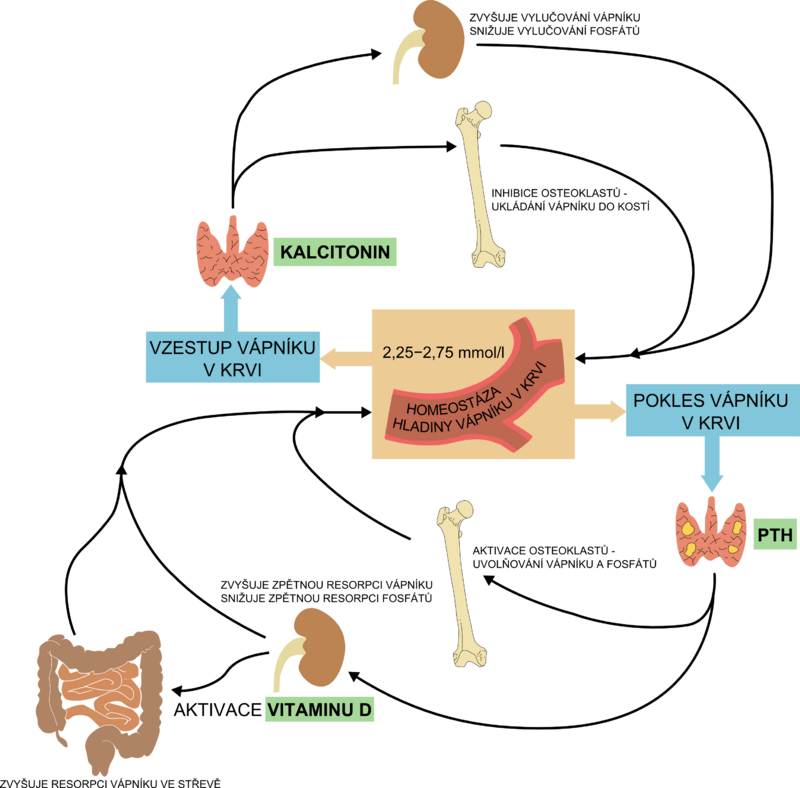 ZVYŠUJE VYLUČOVÁNÍ VÁPNÍKU
SNIŽUJE VYLUČOVÁNÍ FOSFÁTŮ
INHIBICE OSTEOKLASTŮ -
UKLÁDÁNÍ VÁPNÍKU DO KOSTÍ
KALCITONIN
VZESTUP VÁPNÍKU
V KRVI
2,25−2,75 mmol/l
HOMEOSTÁZA
HLADINY VÁPNÍKU V KRVI
POKLES VÁPNÍKU
V KRVI
PTH
AKTIVACE OSTEOKLASTŮ -
UVOLŇOVÁNÍ VÁPNÍKU A FOSFÁTŮ
ZVYŠUJE ZPĚTNOU RESORPCI VÁPNÍKU
SNIŽUJE ZPĚTNOU RESORPCI FOSFÁTŮ
AKTIVACE VITAMINU D
ZVYŠUJE RESORPCI VÁPNÍKU VE STŘEVĚ